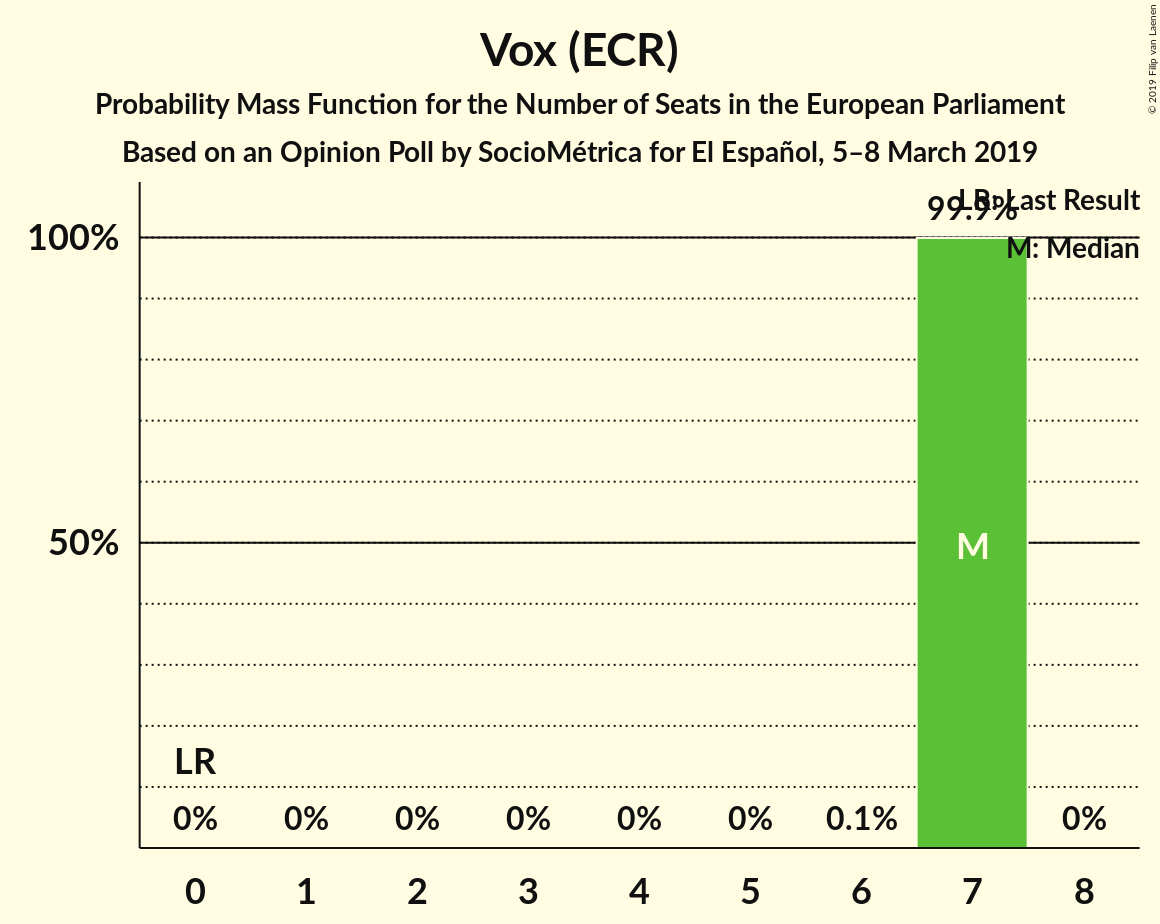 Vox (ECR)
Probability Mass Function for the Number of Seats in the European Parliament
Based on an Opinion Poll by SocioMétrica for El Español, 5–8 March 2019
© 2019 Filip van Laenen
LR: Last Result
M: Median
99.9%
100%
50%
M
LR
0% 0% 0% 0% 0% 0% 0.1% 0%
0 1 2 3 4 5 6 7 8